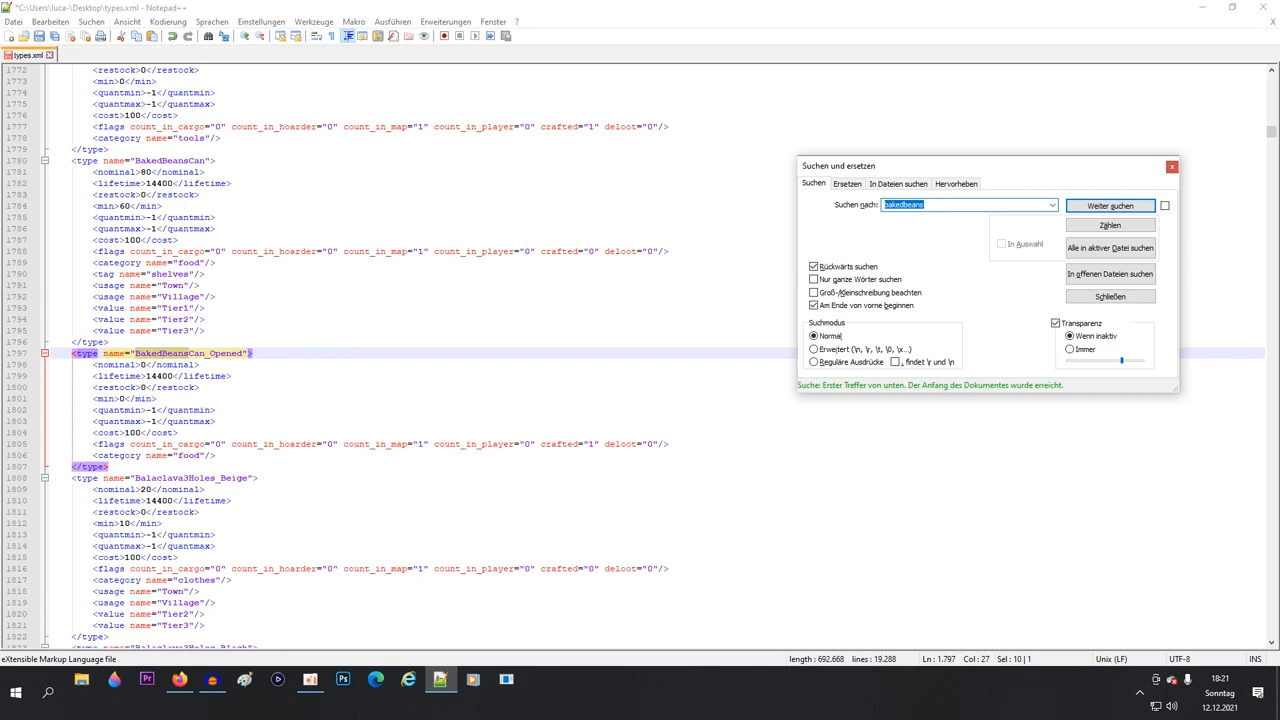 *C:\Users\luca-\Desktop\types.xml - Notepad++
Datei Bearbeiten Suchen Ansicht Kodierung Sprachen Einstellungen Werkzeuge Makro Ausführen Erweiterungen Fenster ? X
types.xml
1772 <restock>0</restock>
1773 <min>0</min>
1774 <quantmin>-1</quantmin>
1775 <quantmax>-1</quantmax>
1776 <cost>100</cost>
1777 <flags count_in_cargo="0" count_in_hoarder="0" count_in_map="1" count_in_player="0" crafted="1" deloot="0"/>
1778 <category name="tools"/>
1779 </type>
1780 <type name="BakedBeansCan">
1781 <nominal>80</nominal>
1782 <lifetime>14400</lifetime>
1783 <restock>0</restock>
1784 <min>60</min>
1785 <quantmin>-1</quantmin>
1786 <quantmax>-1</quantmax>
1787 <cost>100</cost>
1788 <flags count_in_cargo="0" count_in_hoarder="0" count_in_map="1" count_in_player="0" crafted="0" deloot="0"/>
1789 <category name="food"/>
1790 <tag name="shelves"/>
1791 <usage name="Town"/>
1792 <usage name="Village"/>
1793 <value name="Tier1"/>
1794 <value name="Tier2"/>
1795 <value name="Tier3"/>
1796 </type>
1797 <type name="BakedBeansCan_Opened">
1798 <nominal>0</nominal>
1799 <lifetime>14400</lifetime>
1800 <restock>0</restock>
1801 <min>0</min>
1802 <quantmin>-1</quantmin>
1803 <quantmax>-1</quantmax>
1804 <cost>100</cost>
1805 <flags count_in_cargo="0" count_in_hoarder="0" count_in_map="1" count_in_player="0" crafted="1" deloot="0"/>
1806 <category name="food"/>
1807 </type>
1808 <type name="Balaclava3Holes_Beige">
1809 <nominal>20</nominal>
1810 <lifetime>14400</lifetime>
1811 <restock>0</restock>
1812 <min>10</min>
1813 <quantmin>-1</quantmin>
1814 <quantmax>-1</quantmax>
1815 <cost>100</cost>
1816 <flags count_in_cargo="0" count_in_hoarder="0" count_in_map="1" count_in_player="0" crafted="0" deloot="0"/>
1817 <category name="clothes"/>
1818 <usage name="Town"/>
1819 <usage name="Village"/>
1820 <value name="Tier2"/>
1821 <value name="Tier3"/>
1822 </type>
1823 <type name="Balaclava3Holes_Black">
Suchen und ersetzen
Suchen Ersetzen In Dateien suchen Hervorheben
Suchen nach: bakedbeans Weiter suchen
Zählen
In Auswahl
Alle in aktiver Datei suchen
Rückwärts suchen
In offenen Dateien suchen
Nur ganze Wörter suchen
Groß-/Kleinschreibung beachten
Schließen
Am Ende von vorne beginnen
Suchmodus
Transparenz
Normal
Wenn inaktiv
Erweitert (\n, \r, \t, \0, \x...)
Immer
Reguläre Ausdrücke . findet \r und \n
Suche: Erster Treffer von unten. Der Anfang des Dokumentes wurde erreicht.
eXtensible Markup Language file length : 692.668 lines : 19.288 Ln : 1.797 Col : 27 Sel : 10 | 1 Unix (LF) UTF-8 INS
Pr Ps
18:21
Sonntag
12.12.2021